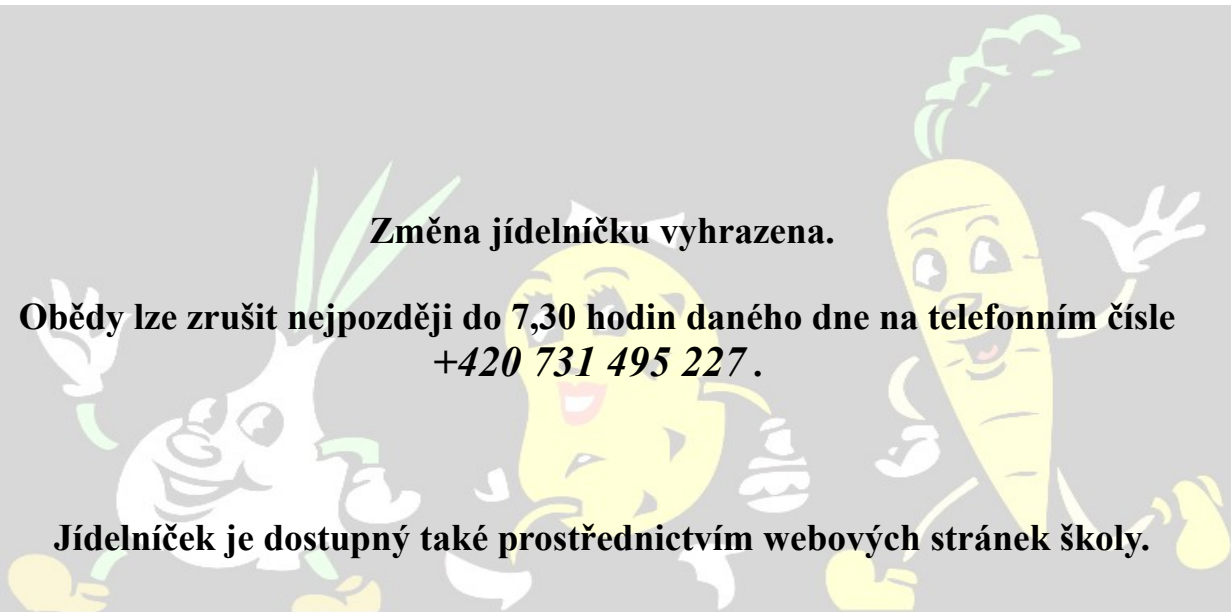 Změna jídelníčku vyhrazena.
Obědy lze zrušit nejpozději do 7,30 hodin daného dne na telefonním čísle
+420 731 495 227 .
Jídelníček je dostupný také prostřednictvím webových stránek školy.